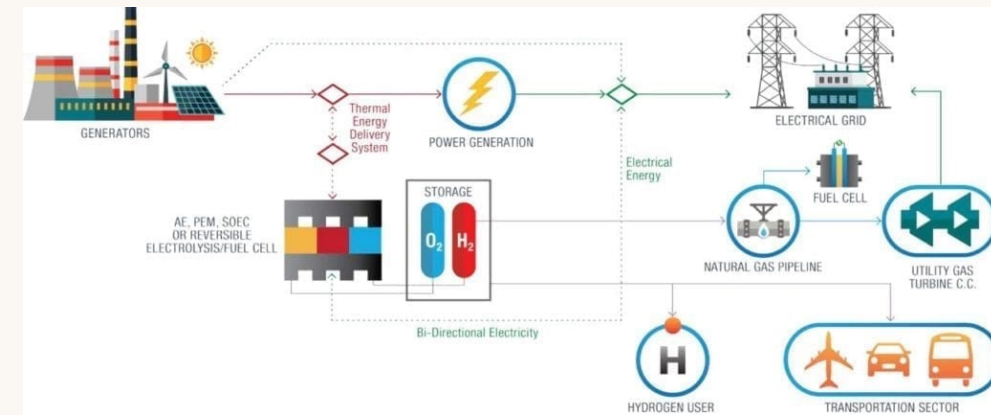 GENERATORS
Thermal
Energy
Delivery
System
POWER GENERATION
ELECTRICAL GRID
Electrical
Energy
FUEL CELL
AE, PEM, SOEC
OR REVERSIBLE
ELECTROLYSIS/FUEL CELL
STORAGE
O₂ H₂
NATURAL GAS PIPELINE
UTILITY GAS
TURBINE C.C.
Bi-Directional Electricity
H
HYDROGEN USER
TRANSPORTATION SECTOR